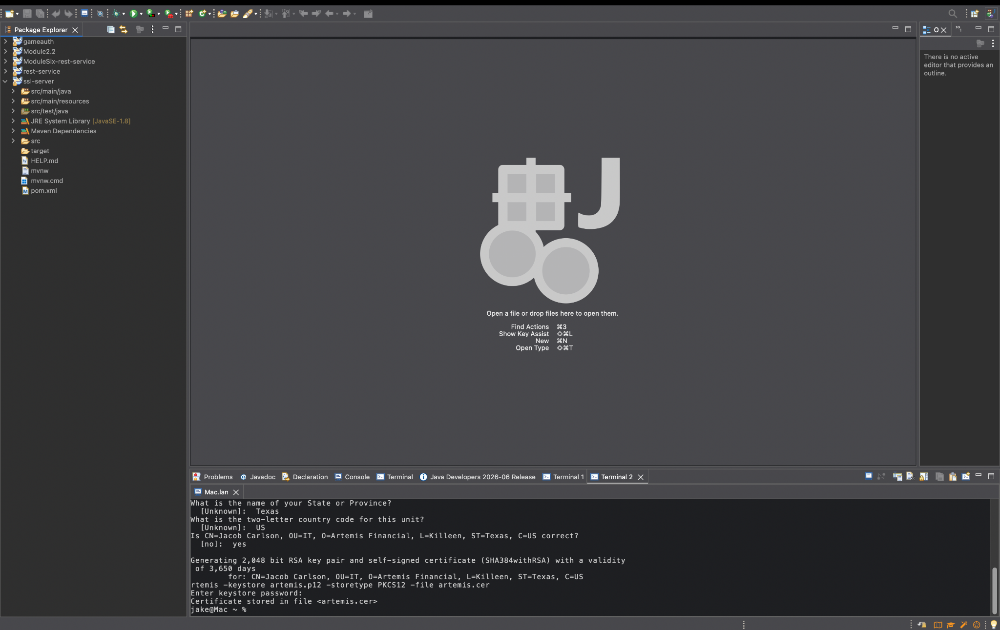 Package Explorer
gameauth
Module2.2
ModuleSix-rest-service
rest-service
ssl-server
src/main/java
src/main/resources
src/test/java
JRE System Library [JavaSE-1.8]
Maven Dependencies
src
target
HELP.md
mvnw
mvnw.cmd
pom.xml
Open a file or drop files here to open them.
Find Actions ⌘3
Show Key Assist ⇧⌘L
New ⌘N
Open Type ⇧⌘T
O
There is no active
editor that provides an
outline.
Problems Javadoc Declaration Console Terminal Java Developers 2026-06 Release Terminal 1 Terminal 2
Mac.lan
What is the name of your State or Province?
[Unknown]:  Texas
What is the two-letter country code for this unit?
[Unknown]:  US
Is CN=Jacob Carlson, OU=IT, O=Artemis Financial, L=Killeen, ST=Texas, C=US correct?
[no]:  yes
Generating 2,048 bit RSA key pair and self-signed certificate (SHA384withRSA) with a validity
of 3,650 days
for: CN=Jacob Carlson, OU=IT, O=Artemis Financial, L=Killeen, ST=Texas, C=US
rtemis -keystore artemis.p12 -storetype PKCS12 -file artemis.cer
Enter keystore password:
Certificate stored in file <artemis.cer>
jake@Mac ~ %